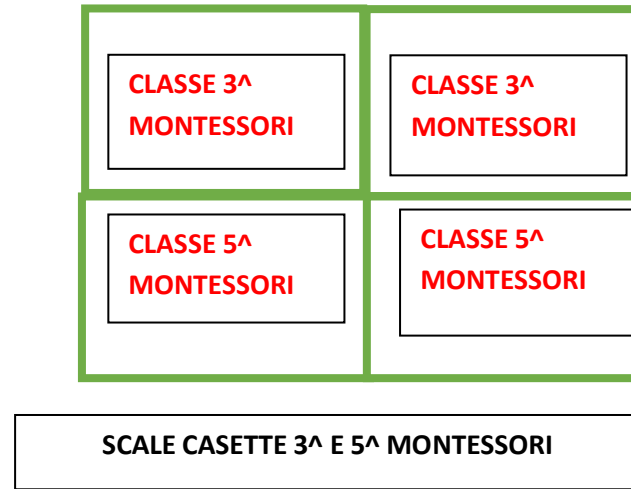 CLASSE 3^
MONTESSORI
CLASSE 3^
MONTESSORI
CLASSE 5^
MONTESSORI
CLASSE 5^
MONTESSORI
SCALE CASETTE 3^ E 5^ MONTESSORI